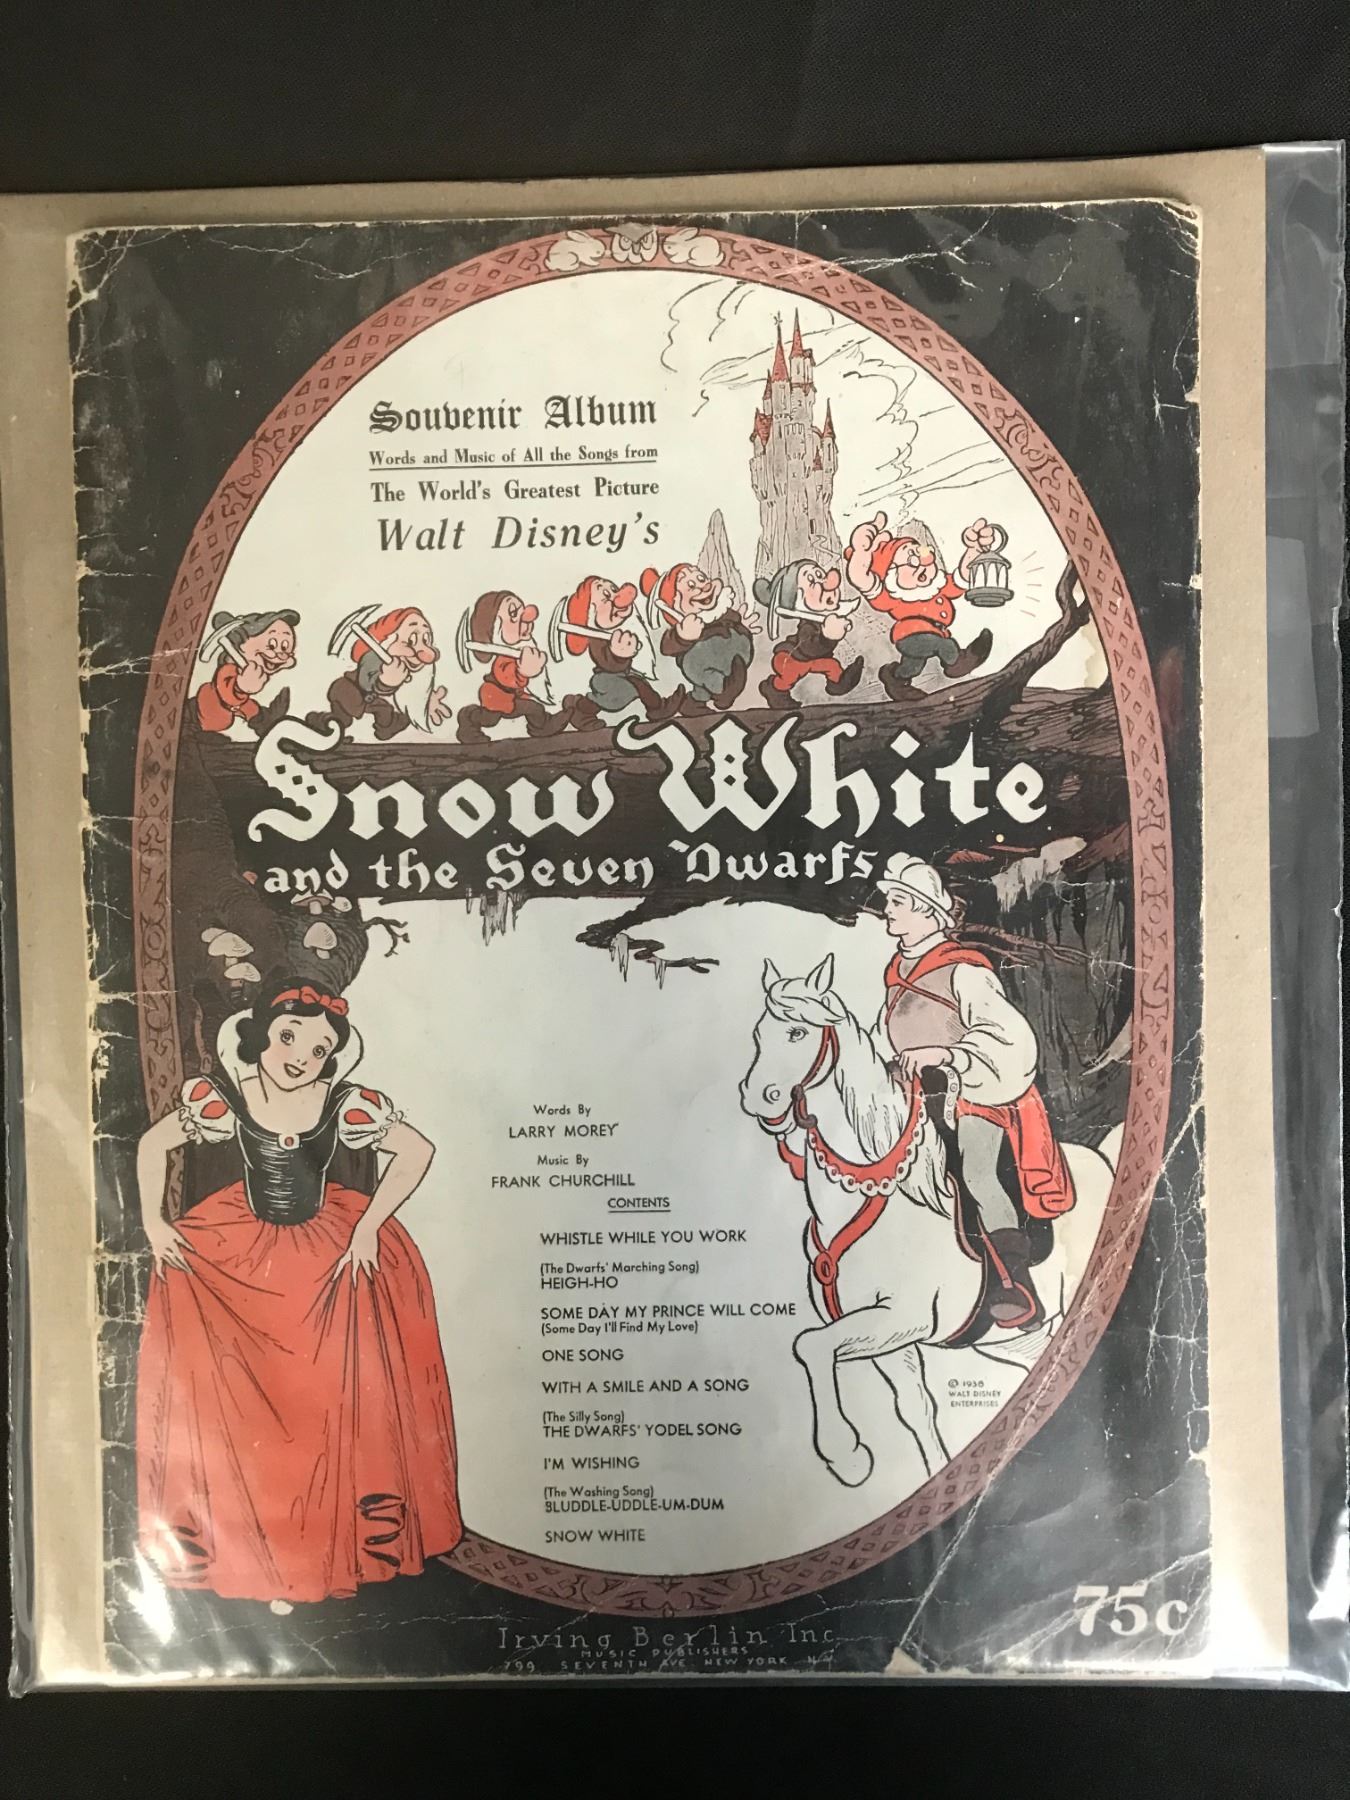 Souvenir Album
Words and Music of All the Songs from
The World's Greatest Picture
Walt Disney's
Snow White
and the Seven Dwarfs
Words By
LARRY MOREY
Music By
FRANK CHURCHILL
CONTENTS
WHISTLE WHILE YOU WORK
(The Dwarfs' Marching Song)
HEIGH-HO
SOME DAY MY PRINCE WILL COME
(Some Day I'll Find My Love)
ONE SONG
WITH A SMILE AND A SONG
(The Silly Song)
THE DWARFS' YODEL SONG
I'M WISHING
(The Washing Song)
BLUDDLE-UDDLE-UM-DUM
SNOW WHITE
© 1938
WALT DISNEY
ENTERPRISES
75c
Irving Berlin Inc.
MUSIC PUBLISHERS
799 SEVENTH AVE. NEW YORK N.Y.